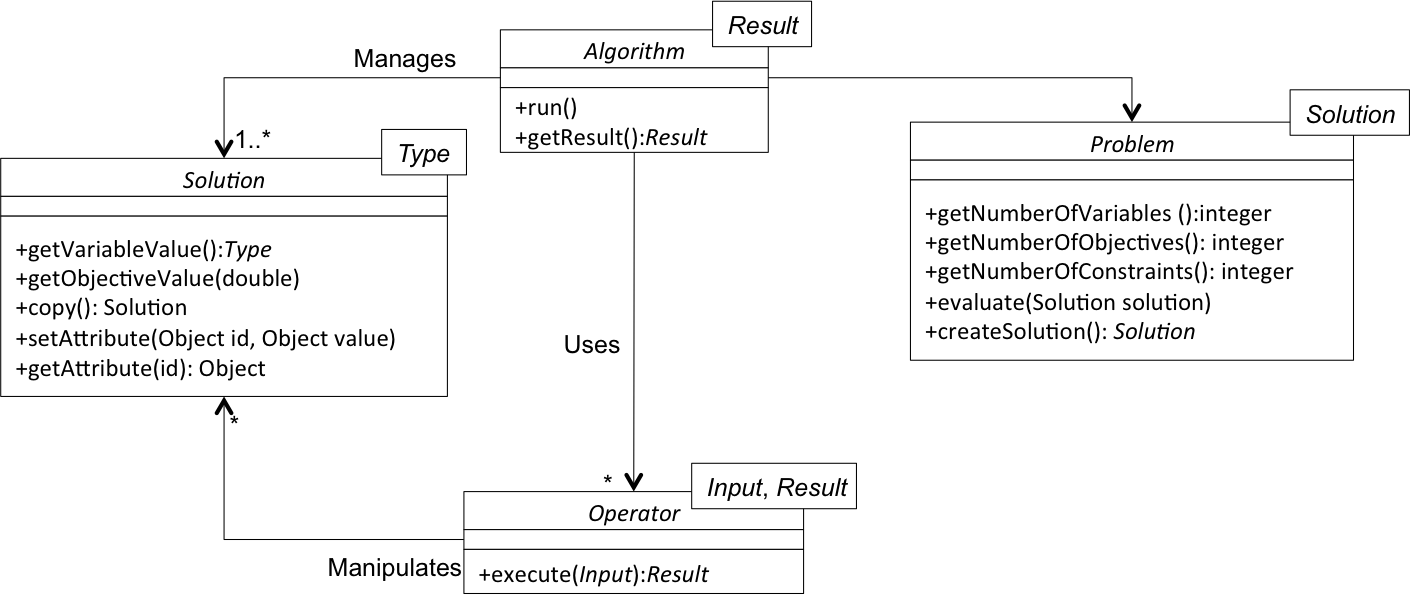 Result
Algorithm
+run()
+getResult():Result
Manages
1..*
Type
Solution
+getVariableValue():Type
+getObjectiveValue(double)
+copy(): Solution
+setAttribute(Object id, Object value)
+getAttribute(id): Object
*
Solution
Problem
+getNumberOfVariables ():integer
+getNumberOfObjectives(): integer
+getNumberOfConstraints(): integer
+evaluate(Solution solution)
+createSolution(): Solution
Uses
*
Input, Result
Operator
+execute(Input):Result
Manipulates